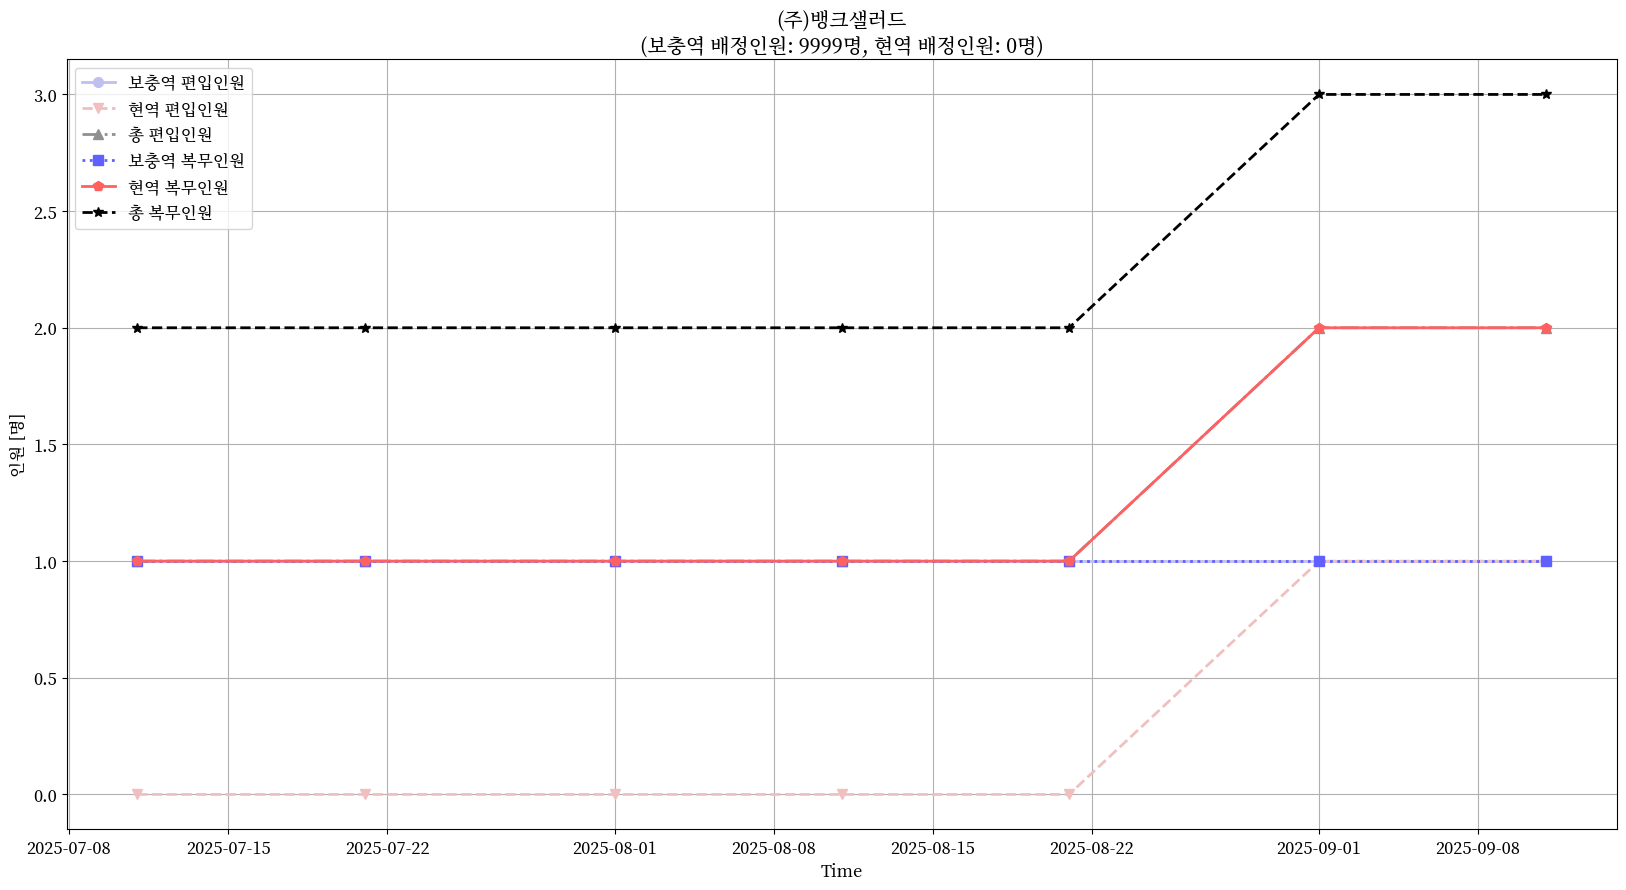 (주)뱅크샐러드
(보충역 배정인원: 9999명, 현역 배정인원: 0명)
보충역 편입인원
현역 편입인원
총 편입인원
보충역 복무인원
현역 복무인원
총 복무인원
3.0
2.5
2.0
1.5
1.0
0.5
0.0
인원 [명]
2025-07-08 2025-07-15 2025-07-22 2025-08-01 2025-08-08 2025-08-15 2025-08-22 2025-09-01 2025-09-08
Time